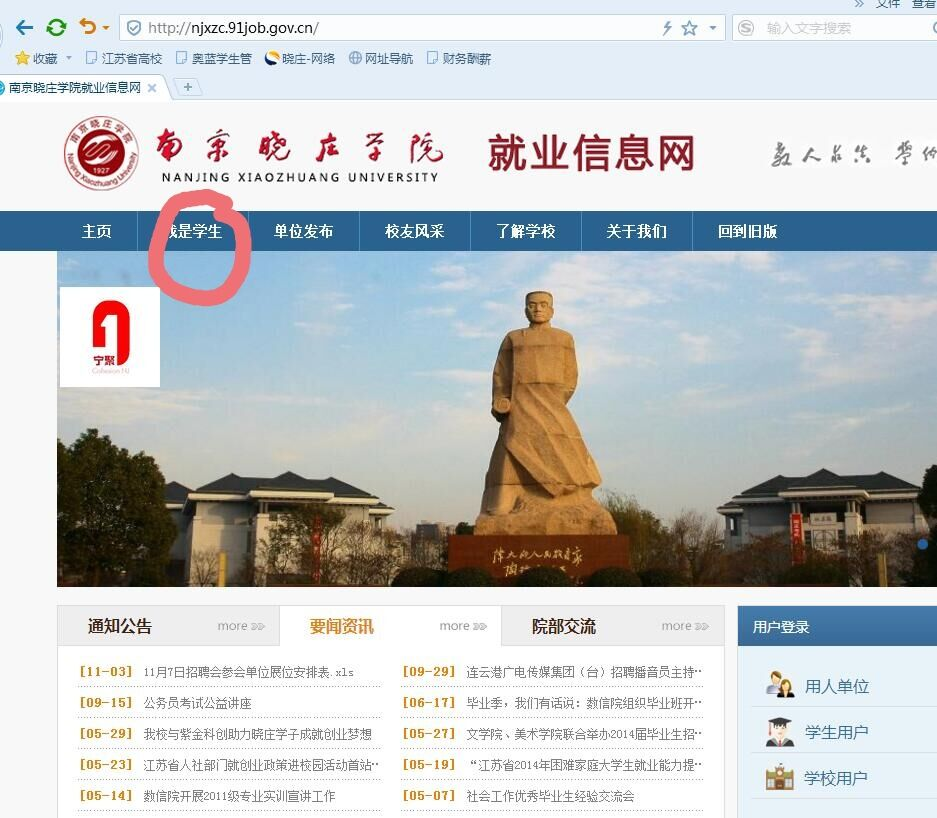 文件 查看
http://njxzc.91job.gov.cn/
输入文字搜索
收藏 江苏省高校 奥蓝学生管 晓庄-网络 网址导航 财务酬薪
南京晓庄学院就业信息网
南京晓庄学院
1927
南京晓庄学院 就业信息网
NANJING XIAOZHUANG UNIVERSITY
主页 我是学生 单位发布 校友风采 了解学校 关于我们 回到旧版
宁聚
Cohesion NJ
通知公告 more 要闻资讯 more 院部交流 more 用户登录
[11-03] 11月7日招聘会参会单位展位安排表.xls
[09-15] 公务员考试公益讲座
[05-29] 我校与紫金科创助力晓庄学子成就创业梦想
[05-23] 江苏省人社部门就创业政策进校园活动首站··
[05-14] 数信院开展2011级专业实训宣讲工作
[09-29] 连云港广电传媒集团（台）招聘播音员主持··
[06-17] 毕业季，我们有话说：数信院组织毕业班开··
[05-27] 文学院、美术学院联合举办2014届毕业生招··
[05-19] “江苏省2014年困难家庭大学生就业能力提··
[05-07] 社会工作优秀毕业生经验交流会
用人单位
学生用户
学校用户